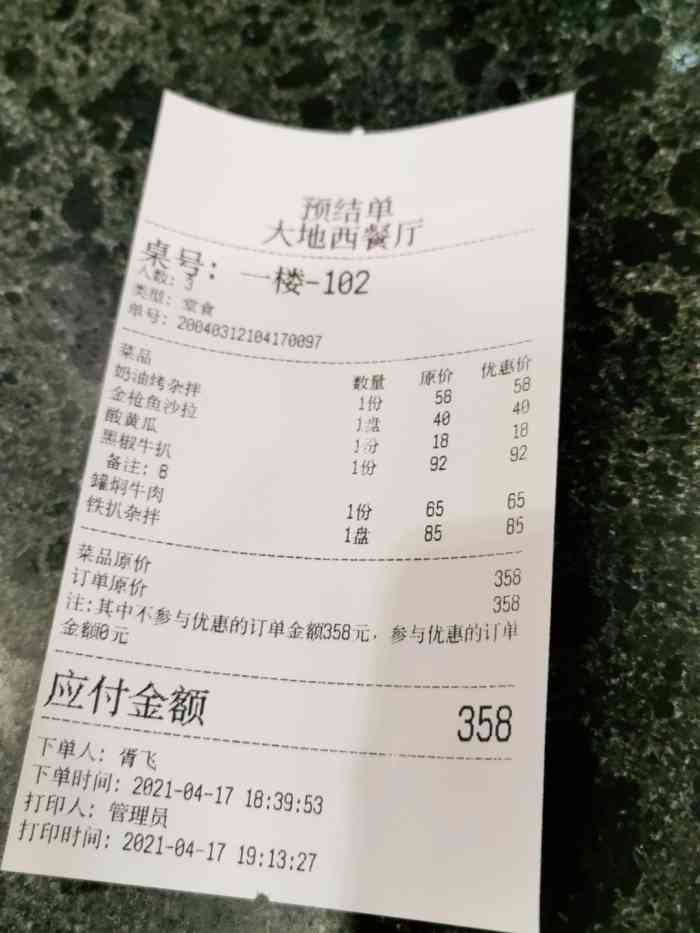 预结单
大地西餐厅
桌号: 一楼-102
人数: 3
类型: 堂食
单号: 20040312104170097
菜品 数量 原价 优惠价
奶油烤杂拌 1份 58 58
金枪鱼沙拉 1盘 40 40
酸黄瓜 1份 18 18
黑椒牛扒 1份 92 92
备注: 8
罐焖牛肉 1份 65 65
铁扒杂拌 1盘 85 85
菜品原价 358
订单原价 358
注:其中不参与优惠的订单金额358元, 参与优惠的订单
金额0元
应付金额 358
下单人: 胥飞
下单时间: 2021-04-17 18:39:53
打印人: 管理员
打印时间: 2021-04-17 19:13:27